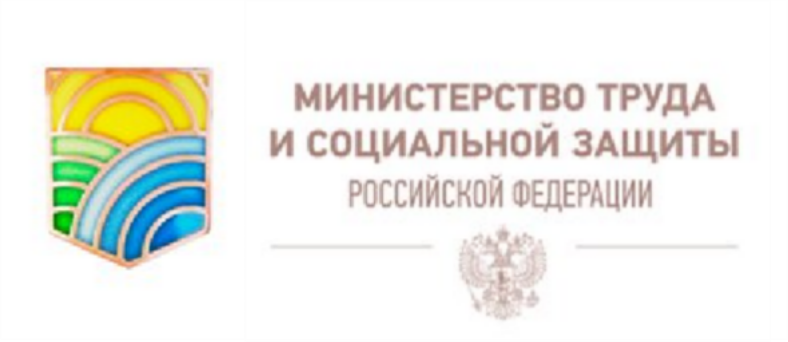 МИНИСТЕРСТВО ТРУДА
И СОЦИАЛЬНОЙ ЗАЩИТЫ
РОССИЙСКОЙ ФЕДЕРАЦИИ